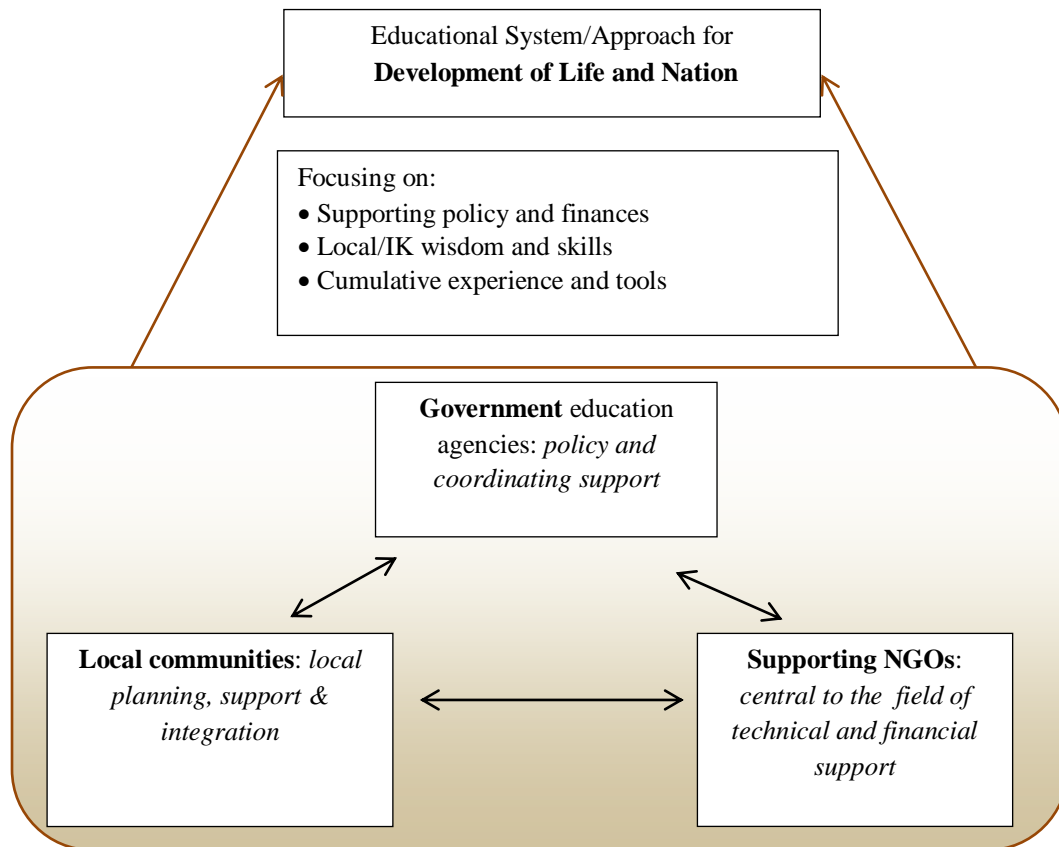 Educational System/Approach for
Development of Life and Nation
Focusing on:
• Supporting policy and finances
• Local/IK wisdom and skills
• Cumulative experience and tools
Government education
agencies: policy and
coordinating support
Local communities: local
planning, support &
integration
Supporting NGOs:
central to the field of
technical and financial
support